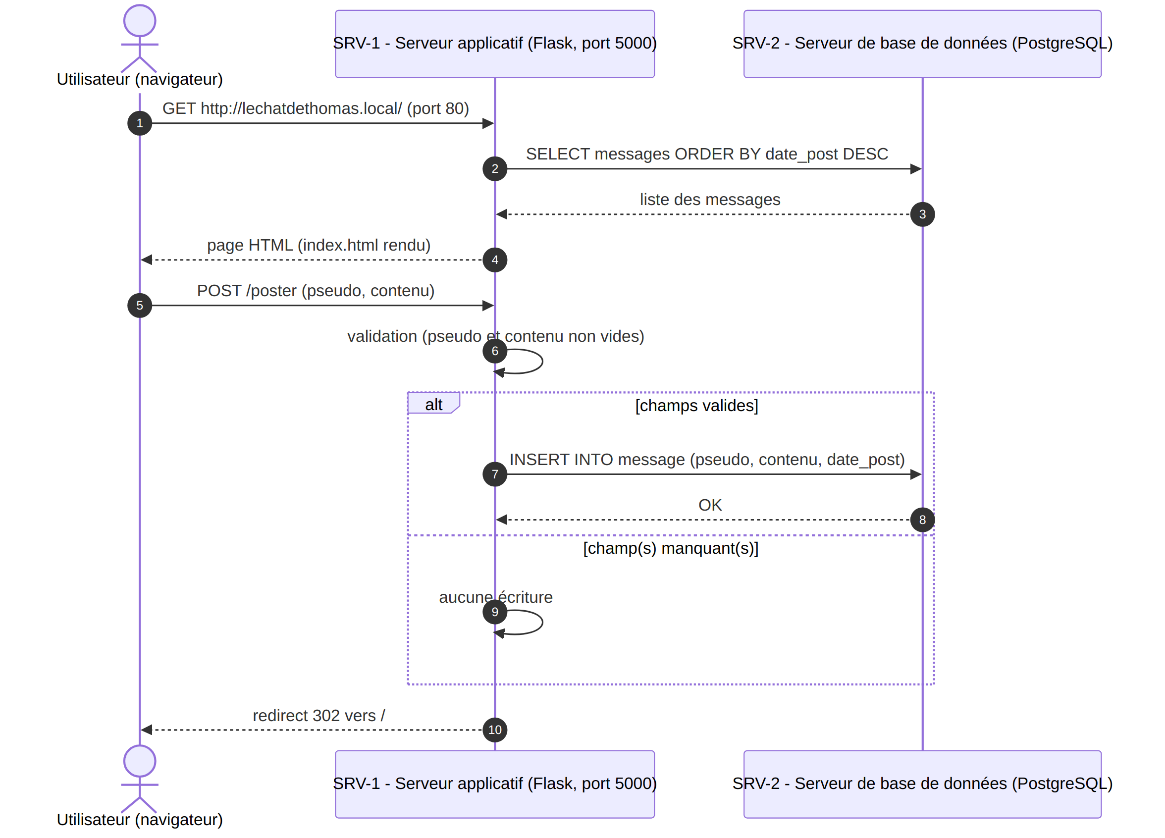 Utilisateur (navigateur)
SRV-1 - Serveur applicatif (Flask, port 5000)
SRV-2 - Serveur de base de données (PostgreSQL)
GET http://lechatdethomas.local/ (port 80)
1
SELECT messages ORDER BY date_post DESC
2
liste des messages
3
page HTML (index.html rendu)
4
POST /poster (pseudo, contenu)
5
validation (pseudo et contenu non vides)
6
alt
[champs valides]
INSERT INTO message (pseudo, contenu, date_post)
7
OK
8
[champ(s) manquant(s)]
aucune écriture
9
redirect 302 vers /
10
Utilisateur (navigateur)
SRV-1 - Serveur applicatif (Flask, port 5000)
SRV-2 - Serveur de base de données (PostgreSQL)